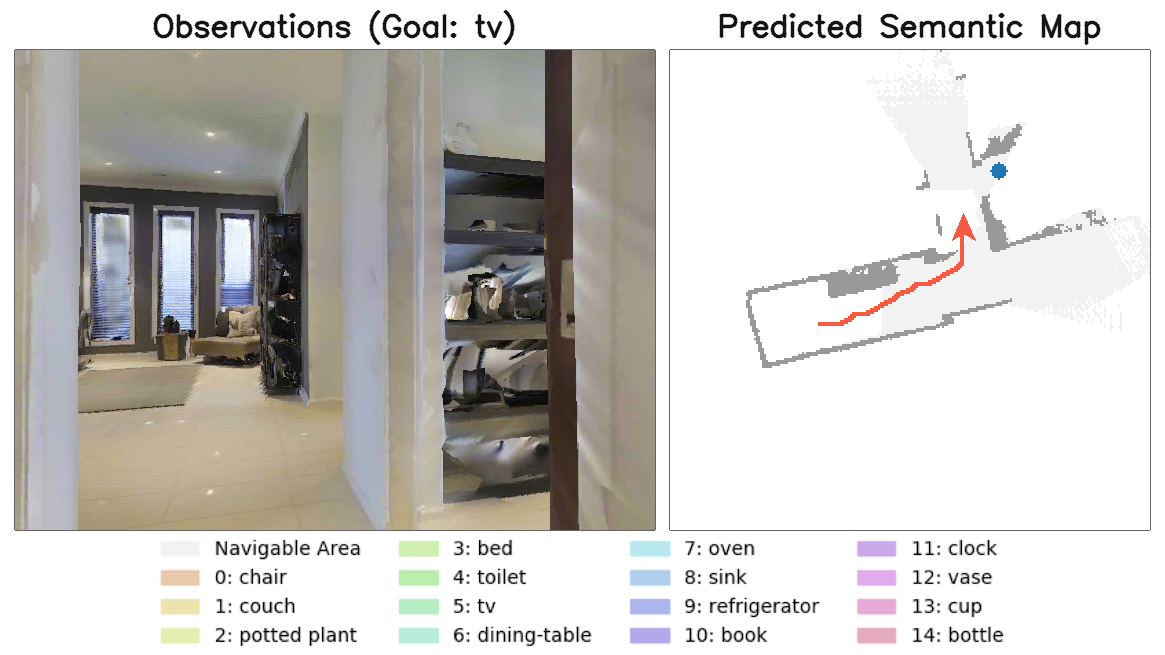 Observations (Goal: tv)
Predicted Semantic Map
Navigable Area
0: chair
1: couch
2: potted plant
3: bed
4: toilet
5: tv
6: dining-table
7: oven
8: sink
9: refrigerator
10: book
11: clock
12: vase
13: cup
14: bottle